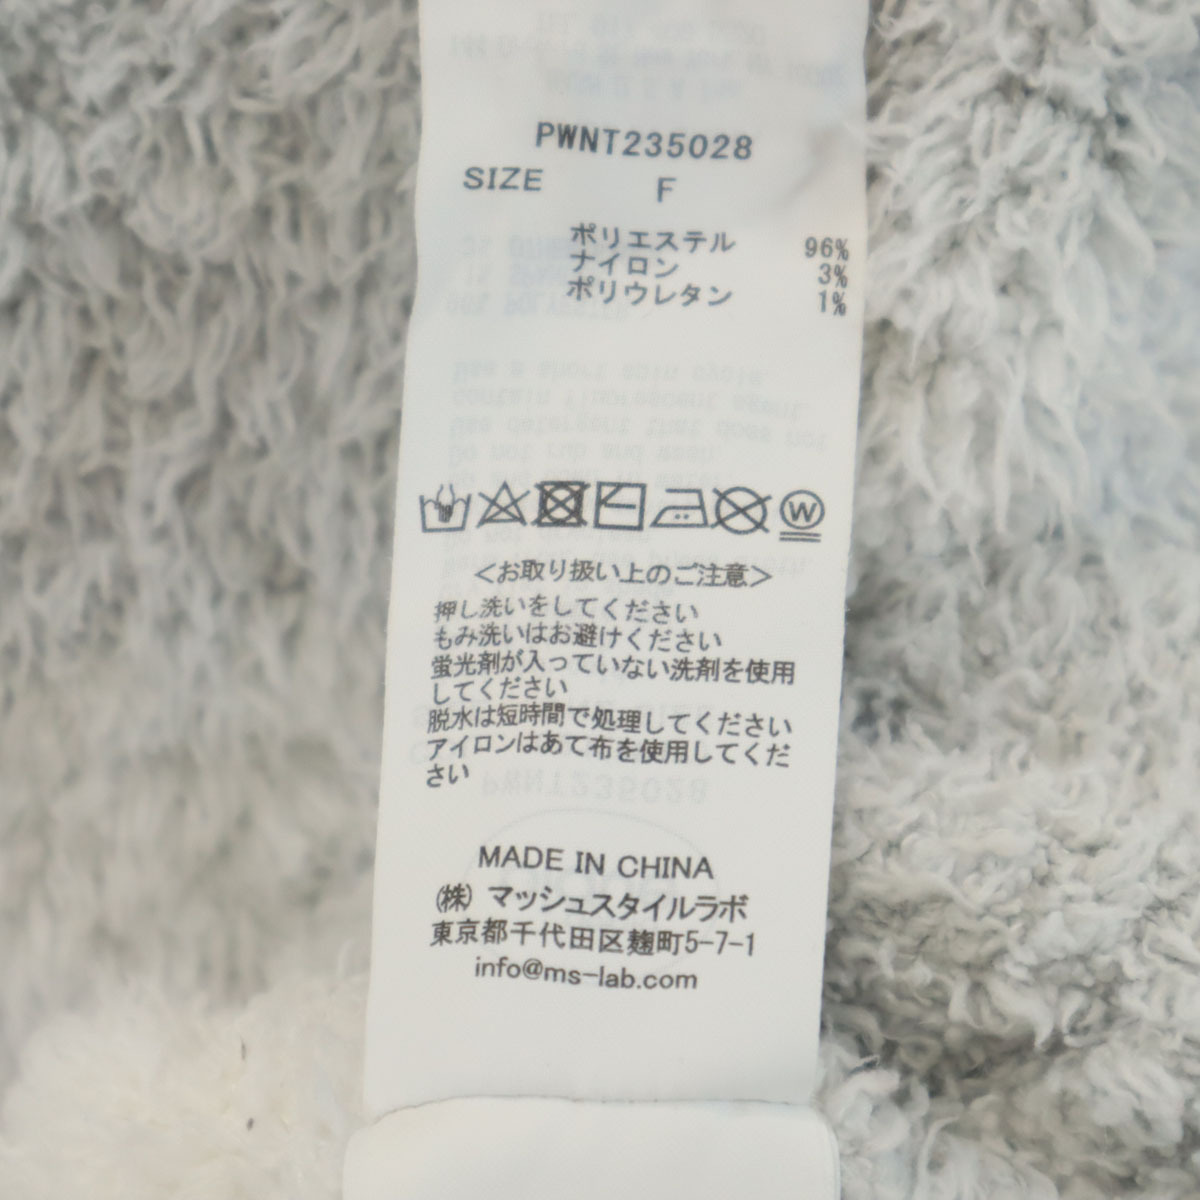 PWNT235028
SIZE F
ポリエステル 96%
ナイロン 3%
ポリウレタン 1%
W
<お取り扱い上のご注意>
押し洗いをしてください
もみ洗いはお避けください
蛍光剤が入っていない洗剤を使用
してください
脱水は短時間で処理してください
アイロンはあて布を使用してくだ
さい
MADE IN CHINA
(株) マッシュスタイルラボ
東京都千代田区麹町5-7-1
info@ms-lab.com